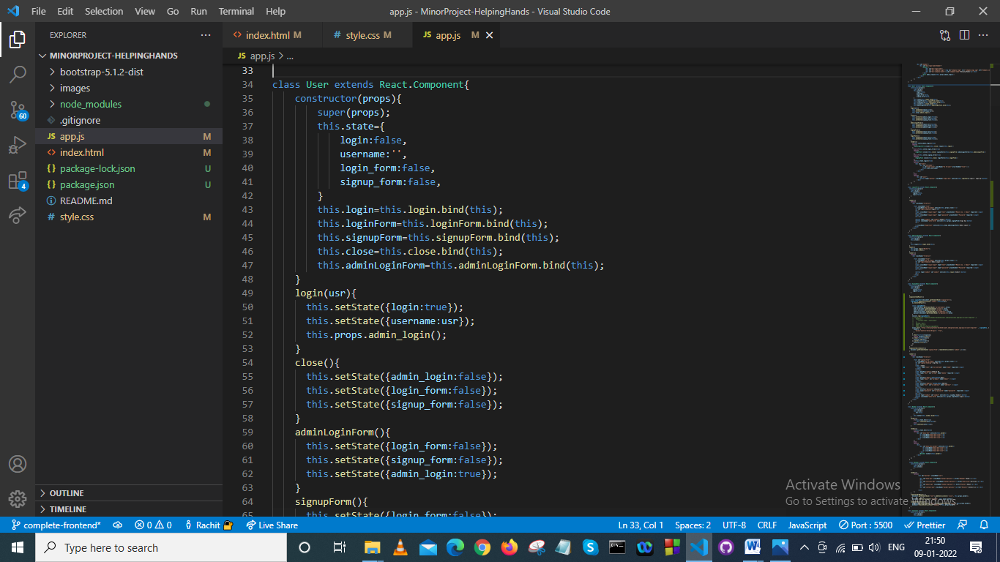 File Edit Selection View Go Run Terminal Help app.js - MinorProject-HelpingHands - Visual Studio Code
EXPLORER
index.html M style.css M JS app.js M
MINORPROJECT-HELPINGHANDS
JS app.js > ...
bootstrap-5.1.2-dist
images
node_modules
.gitignore
JS app.js M
index.html M
package-lock.json U
package.json U
README.md
style.css M
OUTLINE
TIMELINE
33
34 class User extends React.Component{
35 constructor(props){
36 super(props);
37 this.state={
38 login:false,
39 username:'',
40 login_form:false,
41 signup_form:false,
42 }
43 this.login=this.login.bind(this);
44 this.loginForm=this.loginForm.bind(this);
45 this.signupForm=this.signupForm.bind(this);
46 this.close=this.close.bind(this);
47 this.adminLoginForm=this.adminLoginForm.bind(this);
48 }
49 login(usr){
50 this.setState({login:true});
51 this.setState({username:usr});
52 this.props.admin_login();
53 }
54 close(){
55 this.setState({admin_login:false});
56 this.setState({login_form:false});
57 this.setState({signup_form:false});
58 }
59 adminLoginForm(){
60 this.setState({login_form:false});
61 this.setState({signup_form:false});
62 this.setState({admin_login:true});
63 }
64 signupForm(){
65 this.setState({login_form:false});
Activate Windows
Go to Settings to activate Windows.
60
4
complete-frontend* 0 0 Rachit Live Share Ln 33, Col 1 Spaces: 2 UTF-8 CRLF JavaScript Port : 5500 Prettier
Type here to search
ENG 21:50
09-01-2022